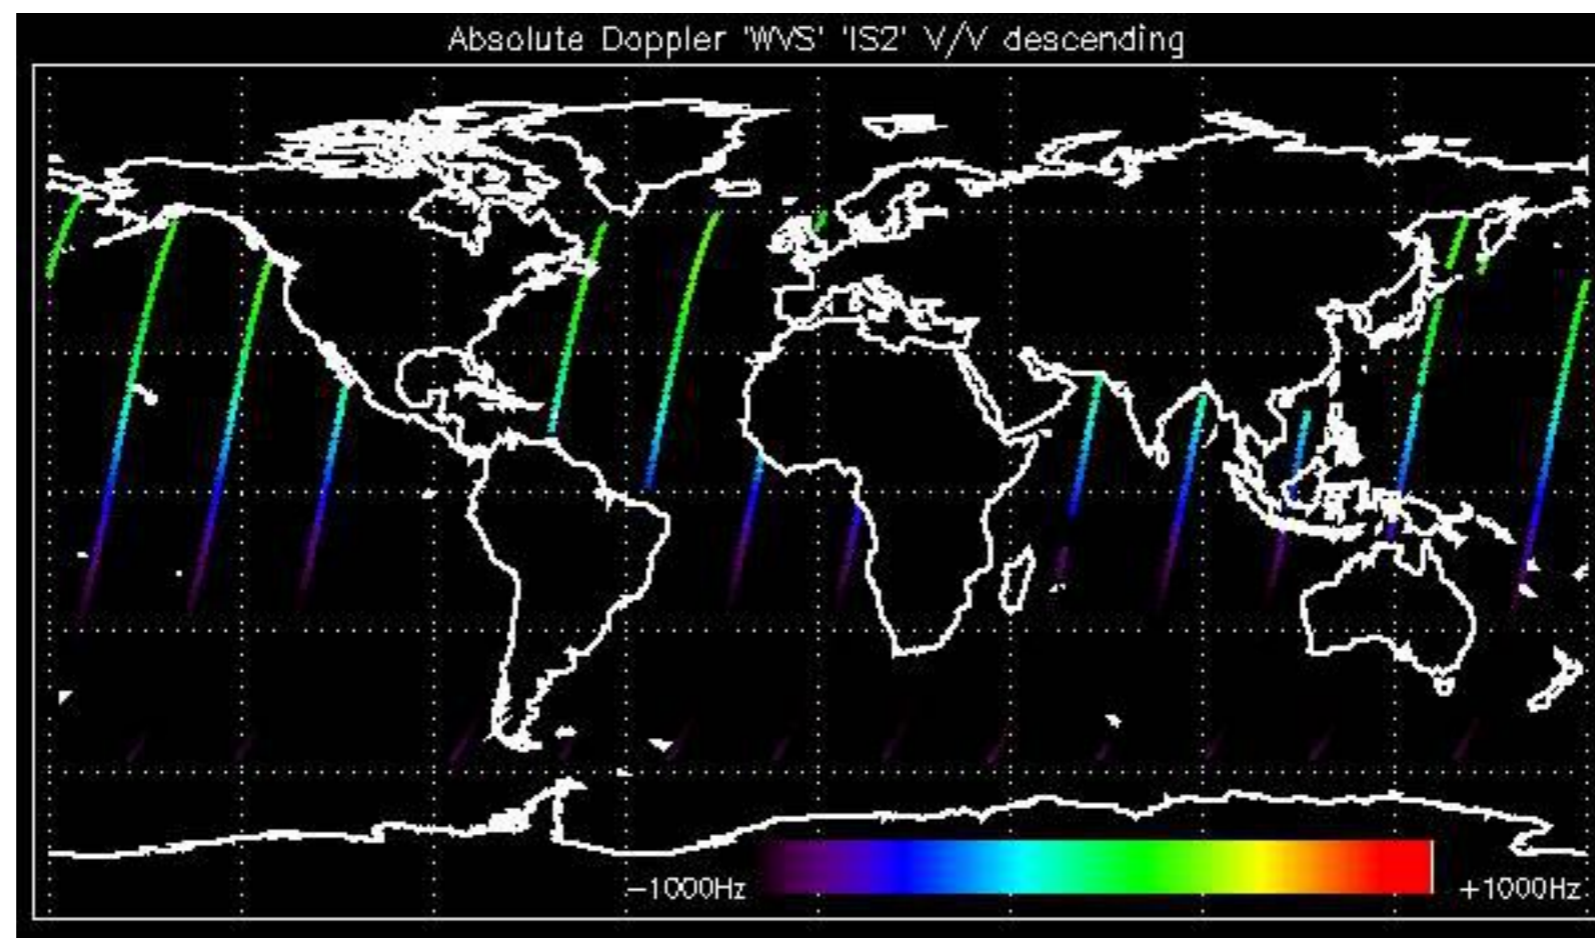 Absolute Doppler 'WVS' 'IS2' V/V descending
−1000Hz
+1000Hz